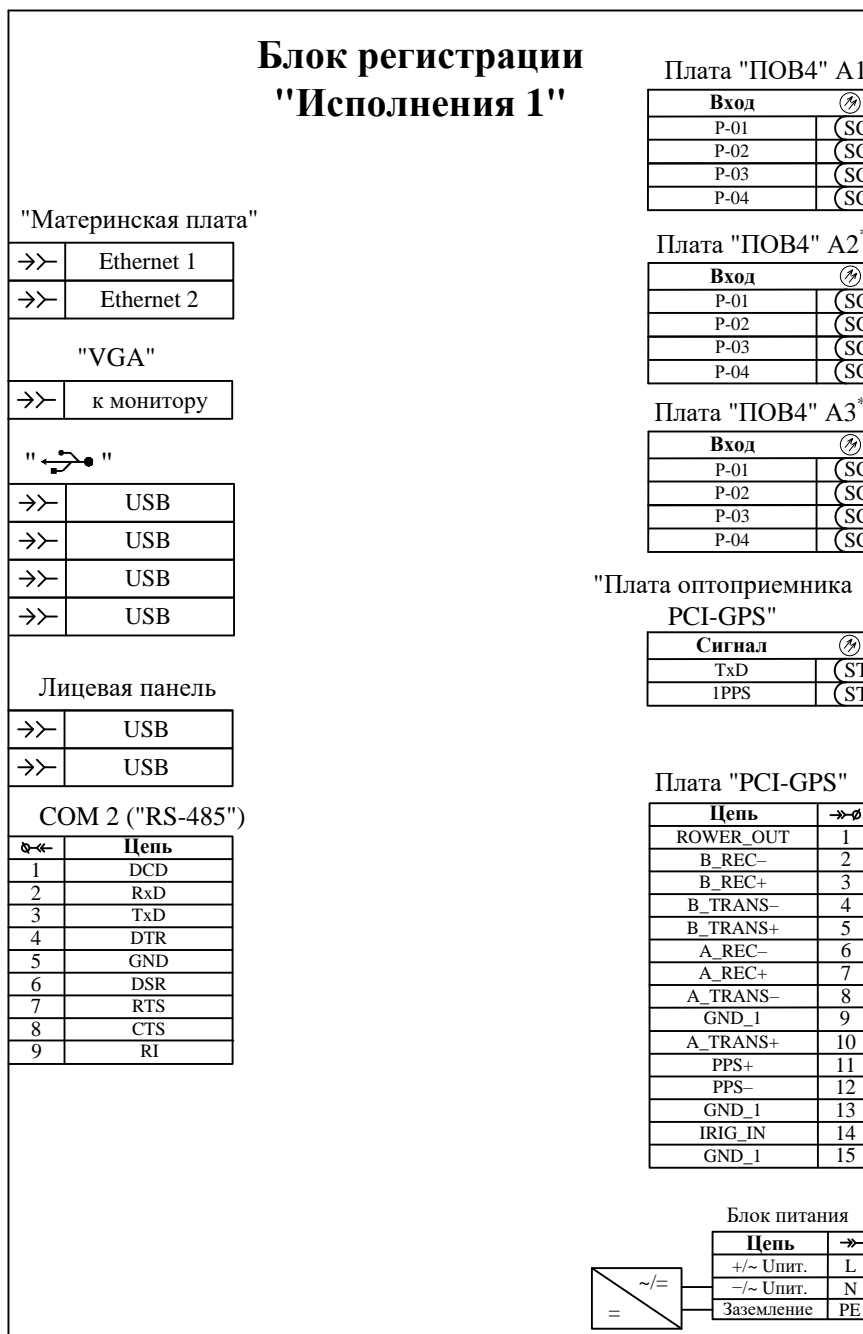 Блок регистрации
"Исполнения 1"
"Материнская плата"
Ethernet 1
Ethernet 2
"VGA"
к монитору
" "
USB
USB
USB
USB
Лицевая панель
USB
USB
COM 2 ("RS-485")
Цепь
1 DCD
2 RxD
3 TxD
4 DTR
5 GND
6 DSR
7 RTS
8 CTS
9 RI
Плата "ПОВ4" А1
Вход
P-01
P-02
P-03
P-04
Плата "ПОВ4" А2*
Вход
P-01
P-02
P-03
P-04
Плата "ПОВ4" А3*
Вход
P-01
P-02
P-03
P-04
"Плата оптоприемника
PCI-GPS"
Сигнал
TxD ST
1PPS ST
Плата "PCI-GPS"
Цепь
ROWER_OUT 1
B_REC– 2
B_REC+ 3
B_TRANS– 4
B_TRANS+ 5
A_REC– 6
A_REC+ 7
A_TRANS– 8
GND_1 9
A_TRANS+ 10
PPS+ 11
PPS– 12
GND_1 13
IRIG_IN 14
GND_1 15
Блок питания
Цепь
+/~ Uпит. L
–/~ Uпит. N
Заземление PE
~/=
=